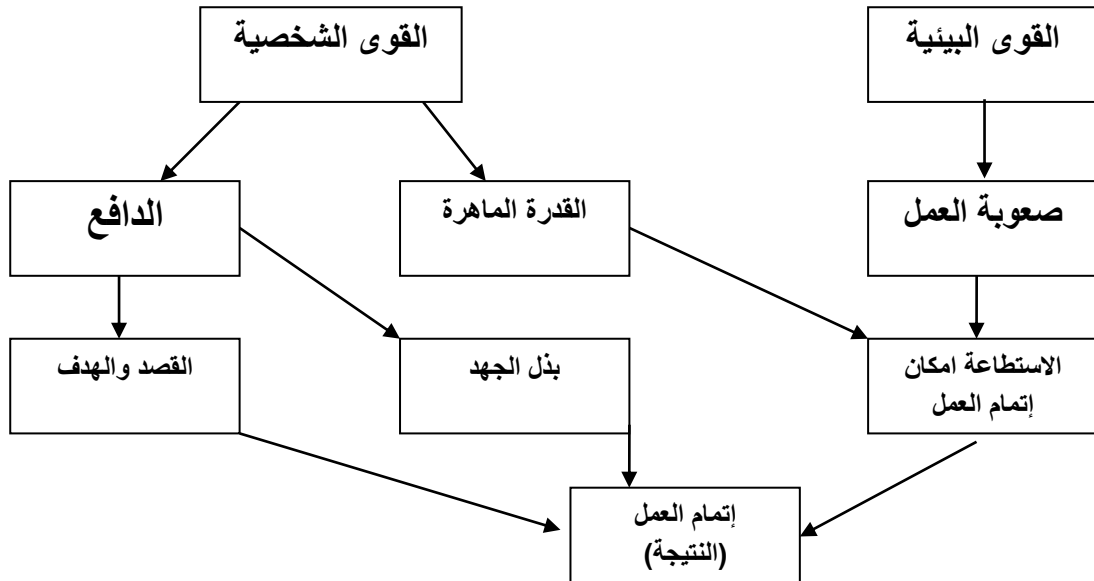 القوى البيئية
القوى الشخصية
صعوبة العمل
القدرة الماهرة
الدافع
الاستطاعة امكان
إتمام العمل
بذل الجهد
القصد والهدف
إتمام العمل
(النتيجة)